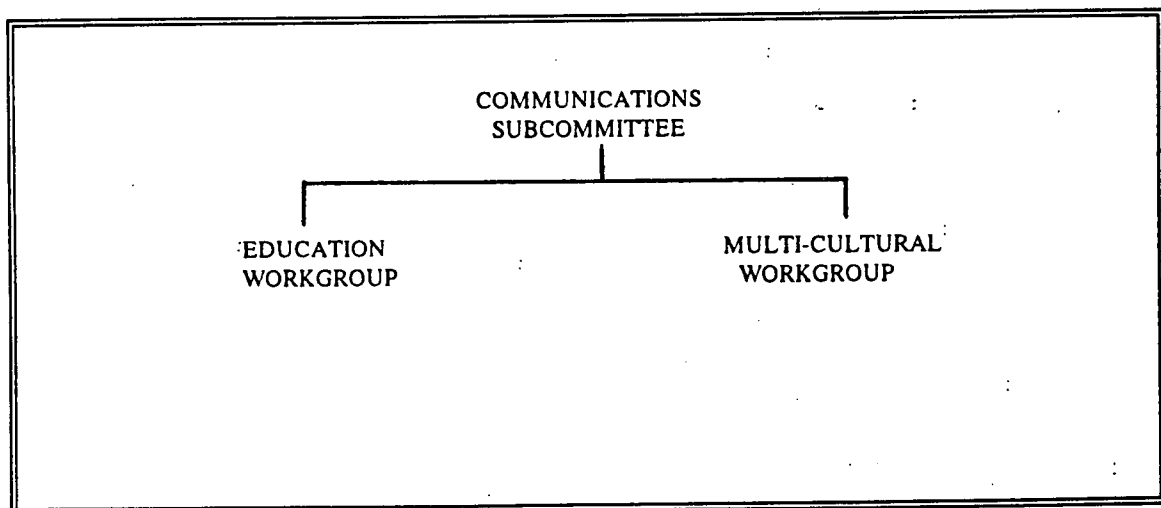 COMMUNICATIONS
SUBCOMMITTEE
EDUCATION
WORKGROUP
MULTI-CULTURAL
WORKGROUP